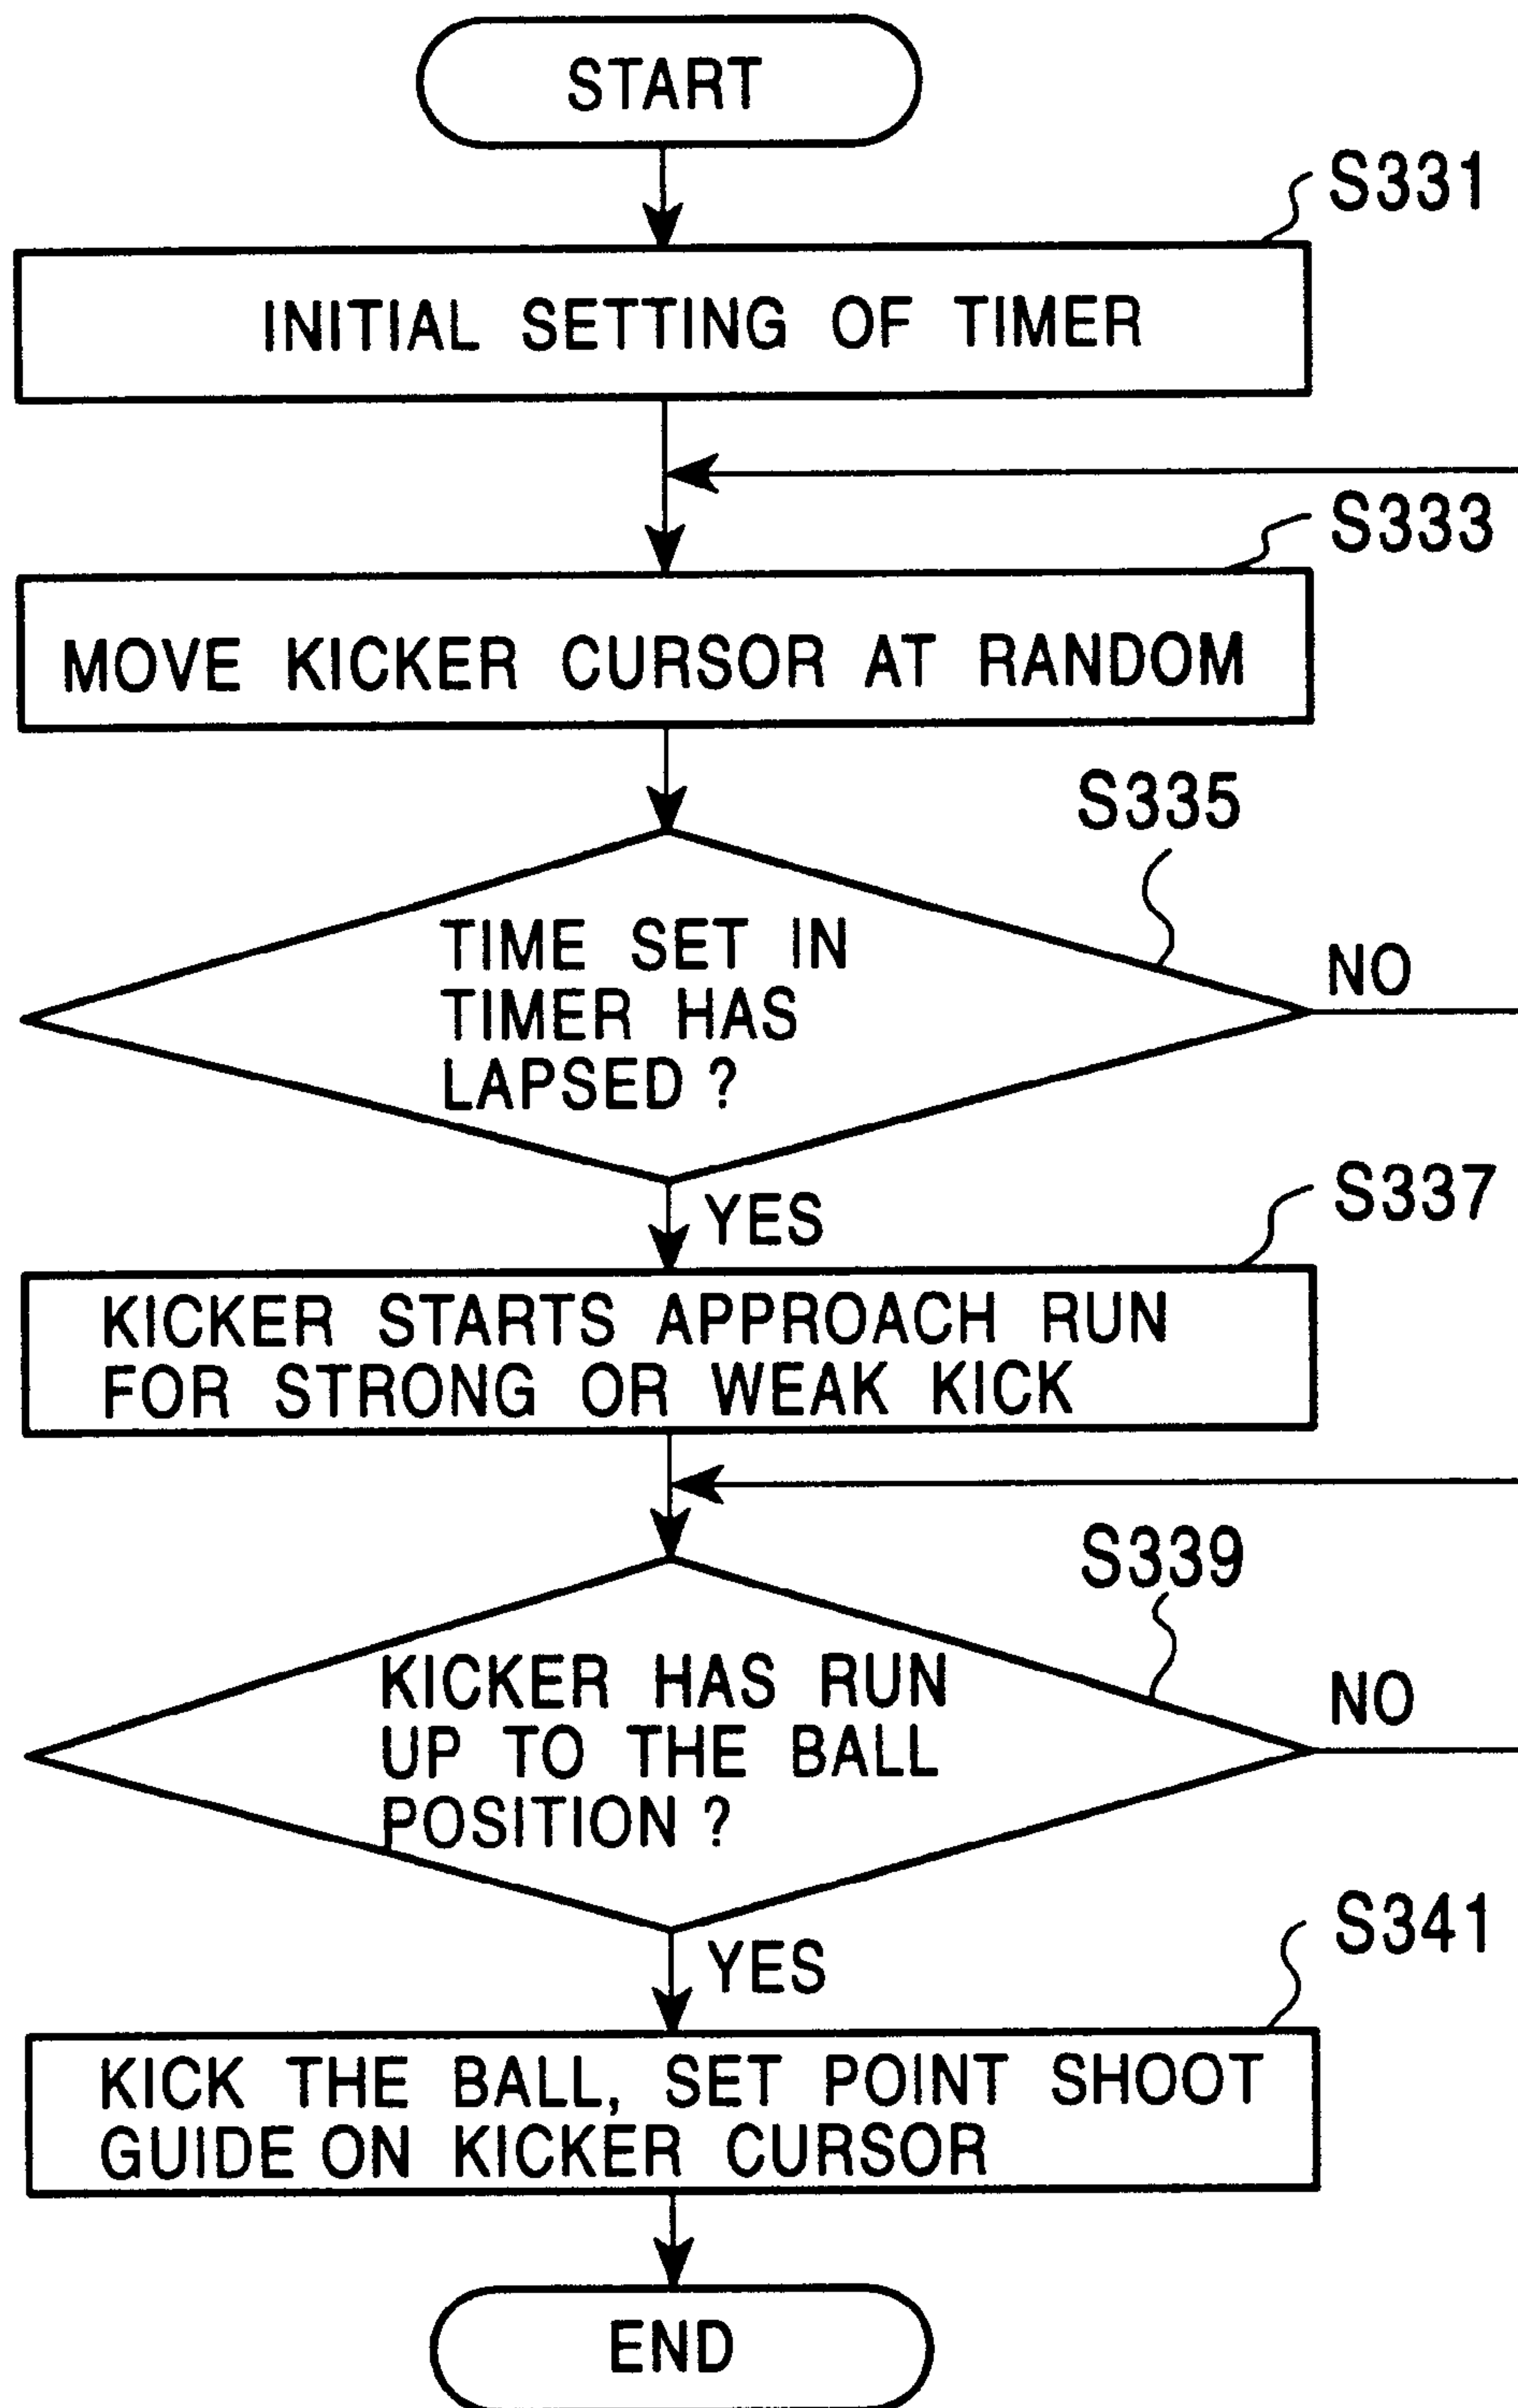 START
S331
INITIAL SETTING OF TIMER
S333
MOVE KICKER CURSOR AT RANDOM
S335
TIME SET IN
TIMER HAS
LAPSED ?
NO
YES
S337
KICKER STARTS APPROACH RUN
FOR STRONG OR WEAK KICK
S339
KICKER HAS RUN
UP TO THE BALL
POSITION ?
NO
YES
S341
KICK THE BALL, SET POINT SHOOT
GUIDE ON KICKER CURSOR
END